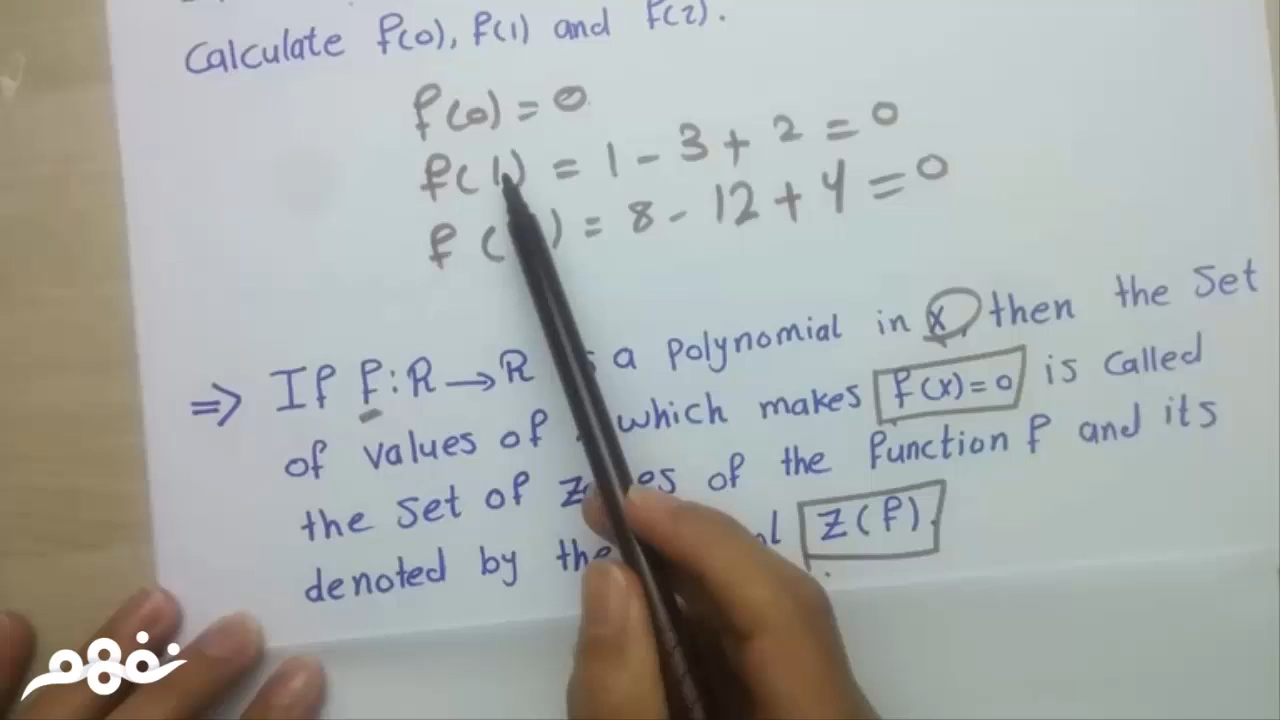 Calculate f(0), f(1) and f(2).
f(0) = 0
f(1) = 1 - 3 + 2 = 0
f ( ) = 8 - 12 + 4 = 0
⇒ If f:R→R a polynomial in x, then the set
of values of which makes f(x)=0 is called
the set of of the function f and its
denoted by Z(f).
نفهم